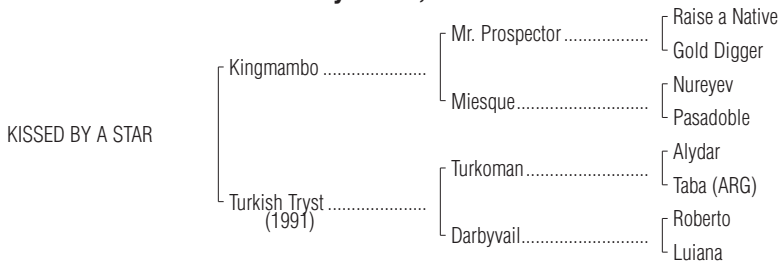 Mr. Prospector
Raise a Native
Gold Digger
Kingmambo
Miesque
Nureyev
Pasadoble
KISSED BY A STAR
Turkish Tryst
(1991)
Turkoman
Alydar
Taba (ARG)
Darbyvail
Roberto
Luiana